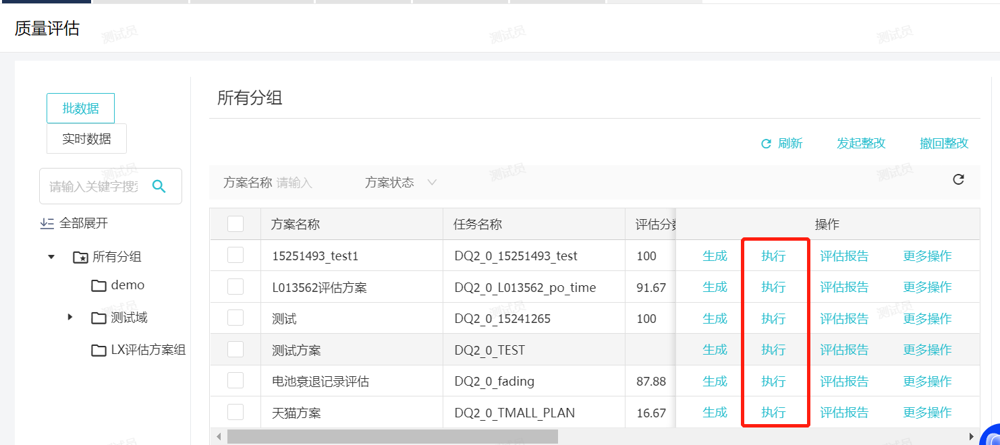 质量评估
测试员 测试员 测试员
批数据
实时数据
请输入关键字搜
全部展开
所有分组
demo
测试域
LX评估方案组
所有分组
刷新 发起整改 撤回整改
方案名称 请输入 方案状态
方案名称 任务名称 评估分数 操作
15251493_test1 DQ2_0_15251493_test 100 生成 执行 评估报告 更多操作
L013562评估方案 DQ2_0_L013562_po_time 91.67 生成 执行 评估报告 更多操作
测试 DQ2_0_15241265 100 生成 执行 评估报告 更多操作
测试方案 DQ2_0_TEST 生成 执行 评估报告 更多操作
电池衰退记录评估 DQ2_0_fading 87.88 生成 执行 评估报告 更多操作
天猫方案 DQ2_0_TMALL_PLAN 16.67 生成 执行 评估报告 更多操作